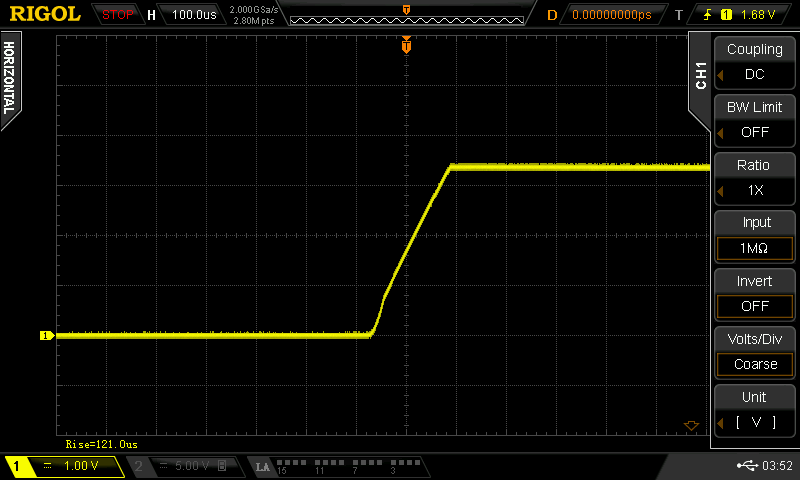 RIGOL STOP H 100.0us 2.000GSa/s D 0.00000000ps T 1 1.68 V
2.80M pts
T
HORIZONTAL
CH1
Coupling
DC
BW Limit
OFF
Ratio
1X
Input
1MΩ
Invert
OFF
Volts/Div
Coarse
Unit
[ V ]
1
Rise=121.0us
1 1.00 V 2 5.00 V LA 15 11 7 3 03:52